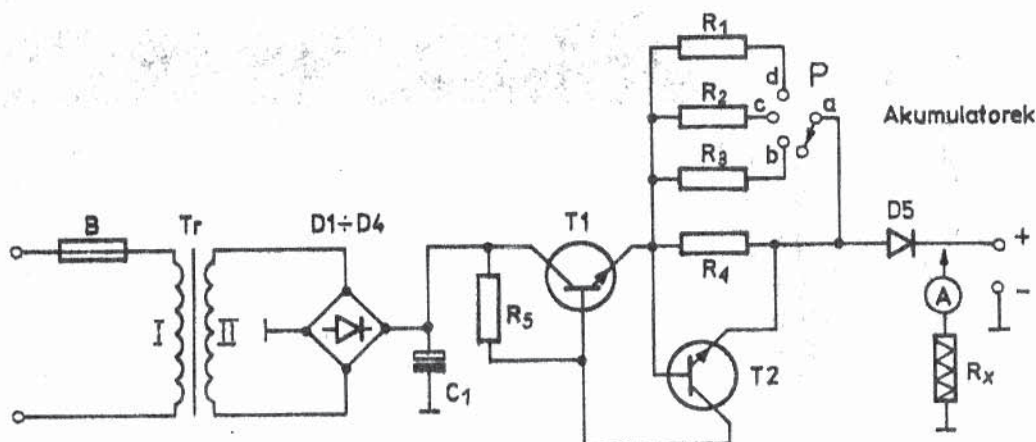 R1
d
P
R2
c
a
Akumulatorek
R3
b
B
Tr
D1÷D4
T1
D5
+
R4
-
I
II
R5
A
C1
T2
Rx